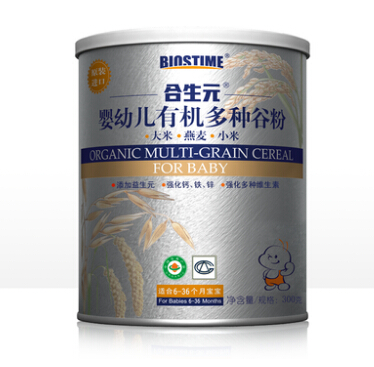 BIOSTIME
原装
进口
合生元
婴幼儿有机多种谷粉
•大米 •燕麦 •小米
ORGANIC MULTI-GRAIN CEREAL
FOR BABY
•添加益生元 •强化钙、铁、锌 •强化多种维生素
适合6-36个月宝宝
For Babies 6-36 Months
净含量/规格: